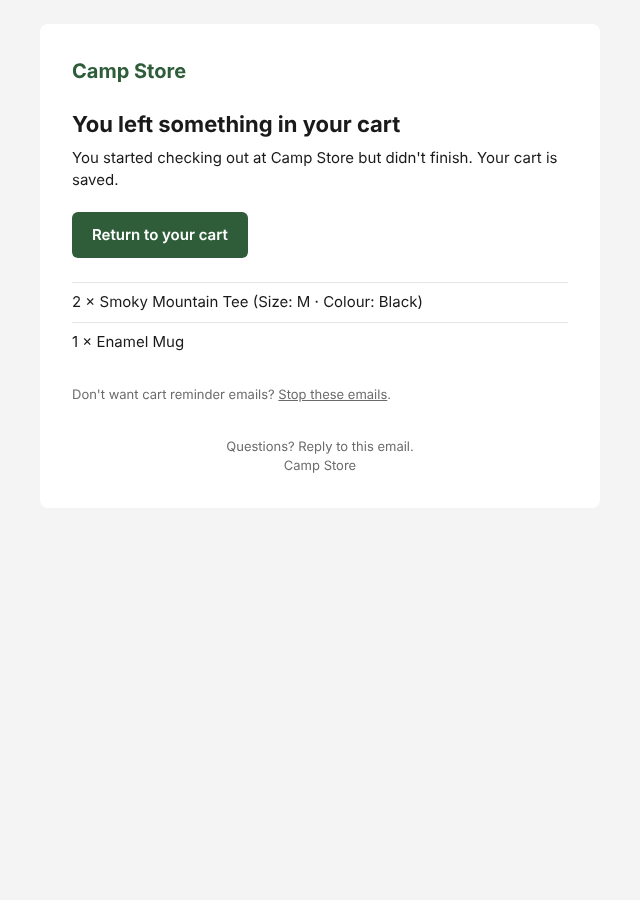 Camp Store
You left something in your cart
You started checking out at Camp Store but didn't finish. Your cart is
saved.
Return to your cart
2 × Smoky Mountain Tee (Size: M · Colour: Black)
1 × Enamel Mug
Don't want cart reminder emails? Stop these emails.
Questions? Reply to this email.
Camp Store